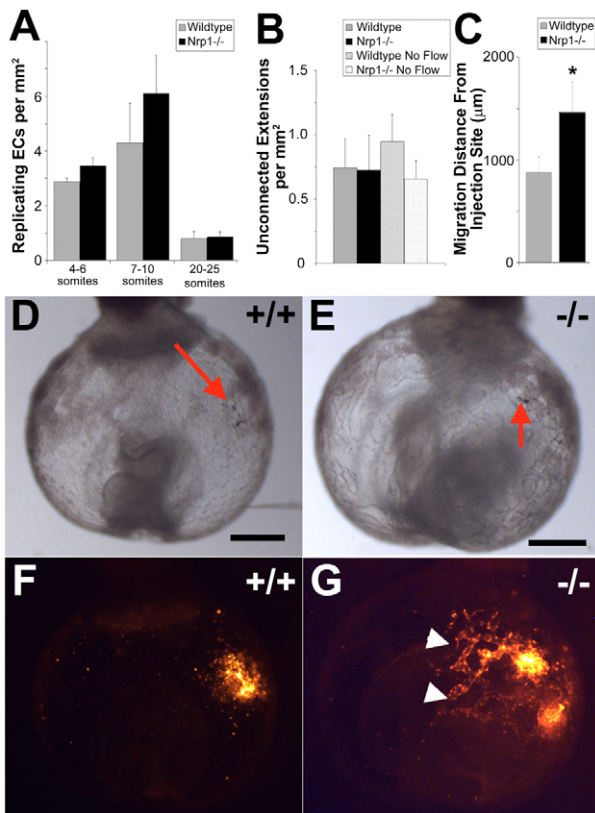 A
Wildtype
Nrp1-/-
Replicating ECs per mm²
6
4
2
0
4-6
somites
7-10
somites
20-25
somites
B
Wildtype
Nrp1-/-
Wildtype No Flow
Nrp1-/- No Flow
Unconnected Extensions
per mm²
1.5
1.0
0.5
0
C
Wildtype
Nrp1-/-
Migration Distance From
Injection Site (μm)
2000
1000
0
*
D
+/+
E
-/-
F
+/+
G
-/-